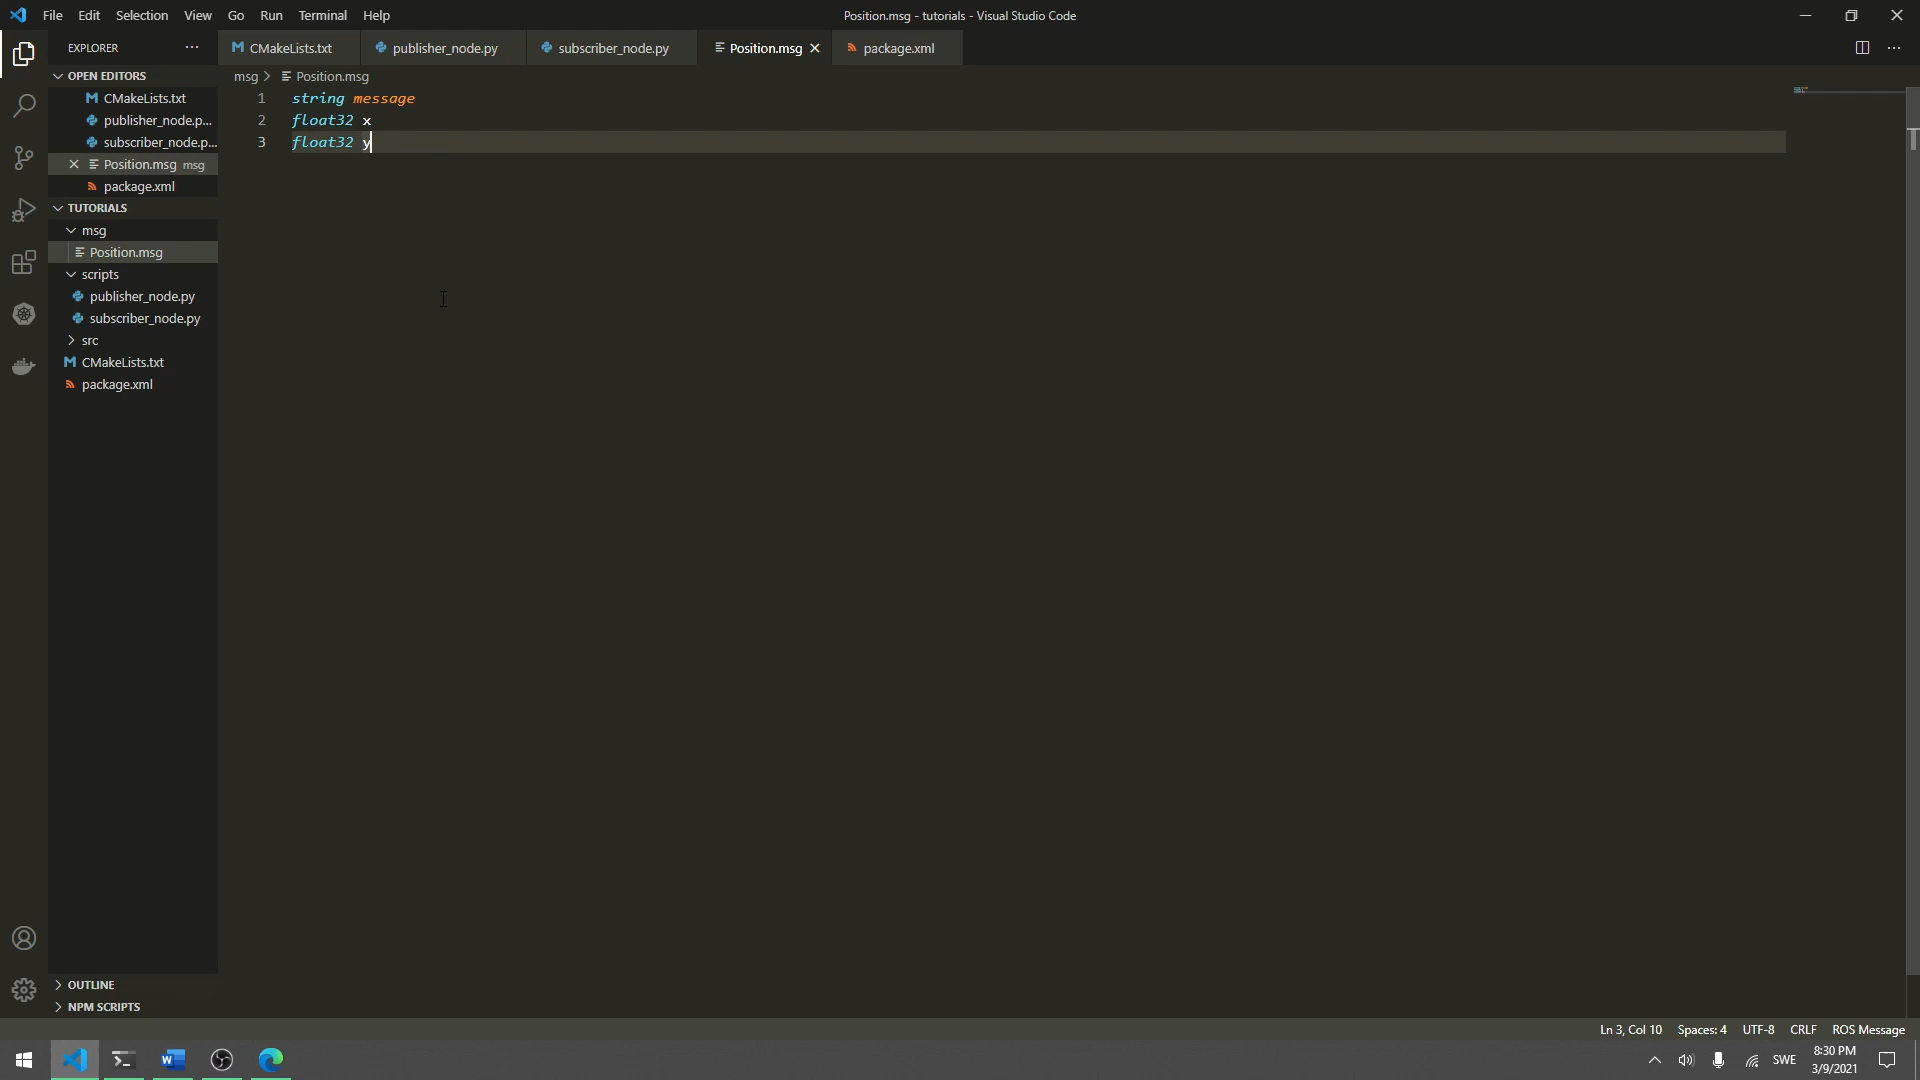 File Edit Selection View Go Run Terminal Help
Position.msg - tutorials - Visual Studio Code
EXPLORER
CMakeLists.txt
publisher_node.py
subscriber_node.py
Position.msg
package.xml
OPEN EDITORS
CMakeLists.txt
publisher_node.p...
subscriber_node.p...
Position.msg msg
package.xml
TUTORIALS
msg
Position.msg
scripts
publisher_node.py
subscriber_node.py
src
CMakeLists.txt
package.xml
OUTLINE
NPM SCRIPTS
msg > Position.msg
1 string message
2 float32 x
3 float32 y
Ln 3, Col 10 Spaces: 4 UTF-8 CRLF ROS Message
SWE
8:30 PM
3/9/2021